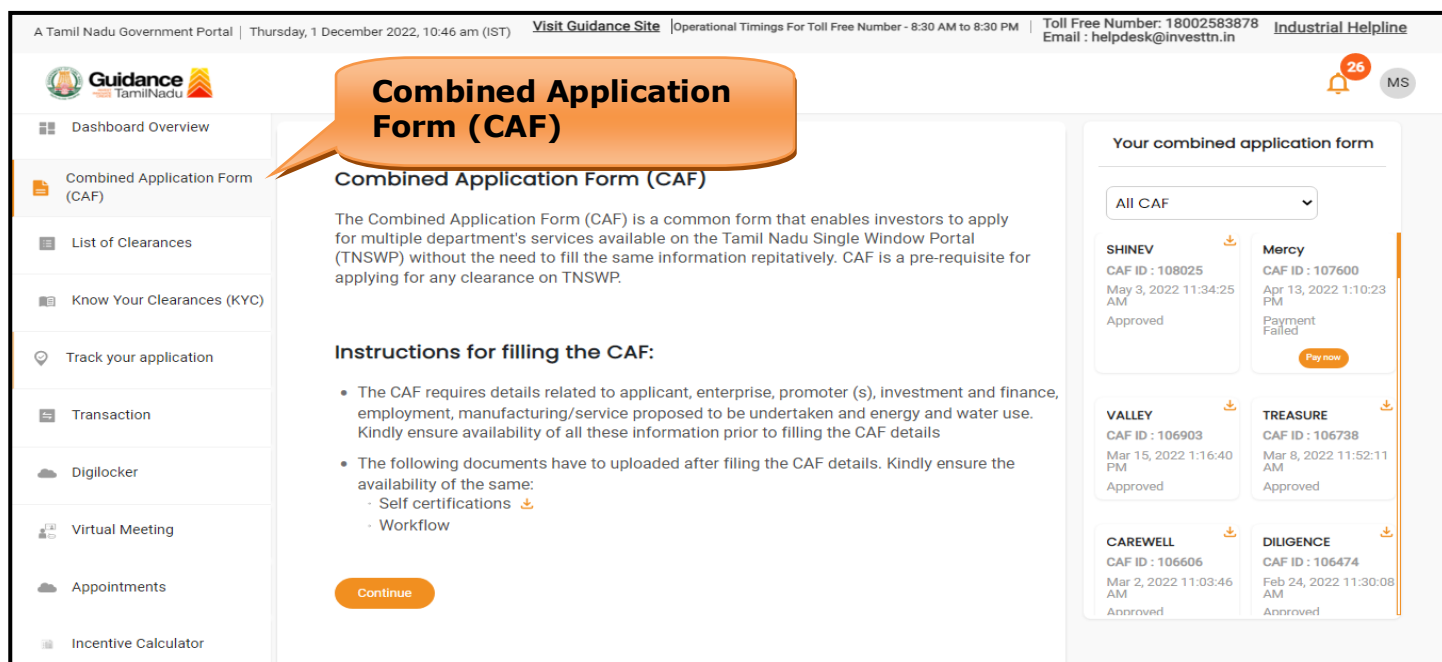 A Tamil Nadu Government Portal | Thursday, 1 December 2022, 10:46 am (IST)
Visit Guidance Site
|Operational Timings For Toll Free Number - 8:30 AM to 8:30 PM |
Toll Free Number: 18002583878
Email : helpdesk@investtn.in
Industrial Helpline
Guidance
TamilNadu
26
MS
Combined Application
Form (CAF)
Dashboard Overview
Combined Application Form
(CAF)
List of Clearances
Know Your Clearances (KYC)
Track your application
Transaction
Digilocker
Virtual Meeting
Appointments
Incentive Calculator
Combined Application Form (CAF)
The Combined Application Form (CAF) is a common form that enables investors to apply
for multiple department's services available on the Tamil Nadu Single Window Portal
(TNSWP) without the need to fill the same information repitatively. CAF is a pre-requisite for
applying for any clearance on TNSWP.
Instructions for filling the CAF:
• The CAF requires details related to applicant, enterprise, promoter (s), investment and finance,
employment, manufacturing/service proposed to be undertaken and energy and water use.
Kindly ensure availability of all these information prior to filling the CAF details
• The following documents have to uploaded after filing the CAF details. Kindly ensure the
availability of the same:
· Self certifications
· Workflow
Continue
Your combined application form
All CAF
SHINEV
CAF ID : 108025
May 3, 2022 11:34:25
AM
Approved
Mercy
CAF ID : 107600
Apr 13, 2022 1:10:23
PM
Payment
Failed
Pay now
VALLEY
CAF ID : 106903
Mar 15, 2022 1:16:40
PM
Approved
TREASURE
CAF ID : 106738
Mar 8, 2022 11:52:11
AM
Approved
CAREWELL
CAF ID : 106606
Mar 2, 2022 11:03:46
AM
Approved
DILIGENCE
CAF ID : 106474
Feb 24, 2022 11:30:08
AM
Approved